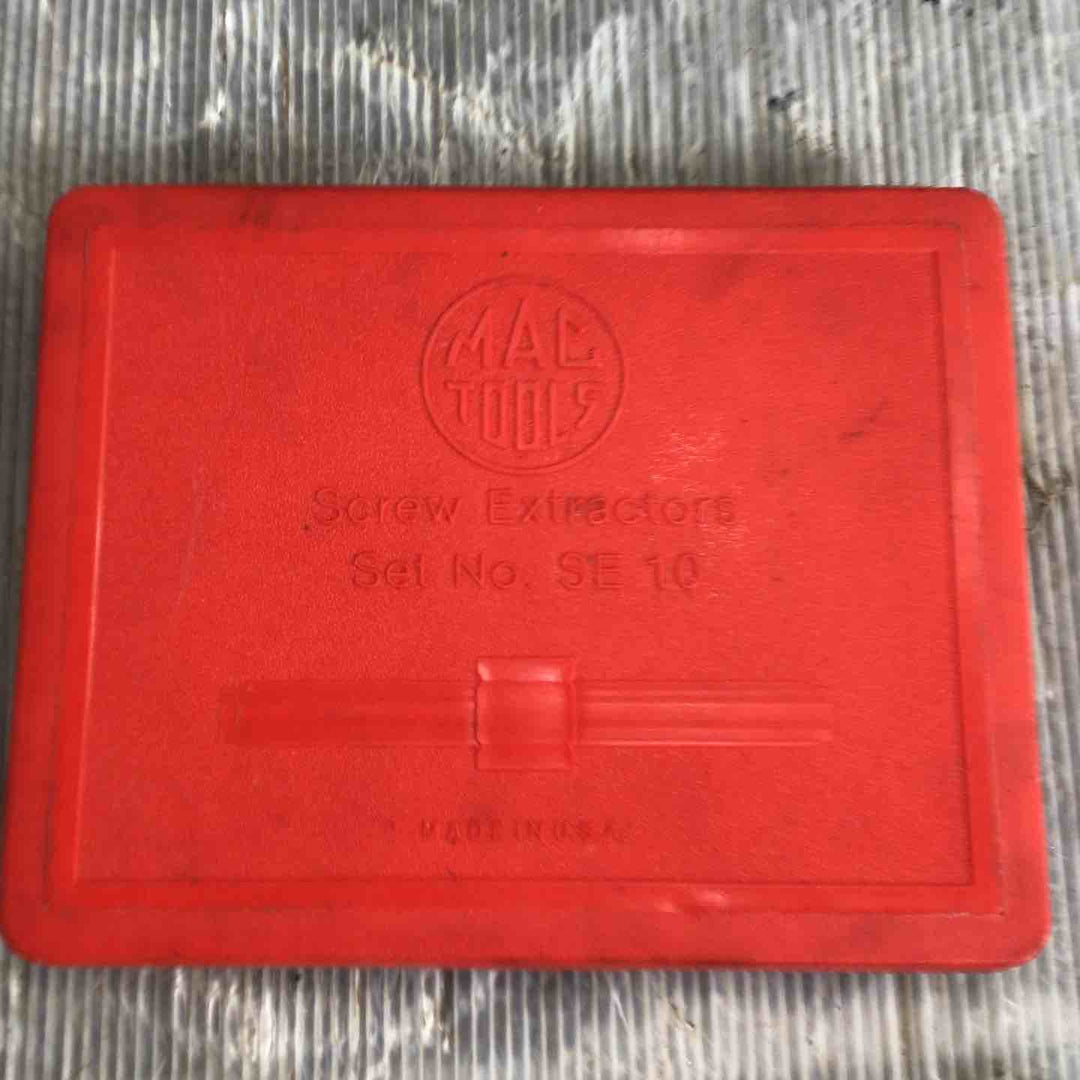 MAC
TOOLS
Screw Extractors
Set No. SE 10
MADE IN U.S.A.